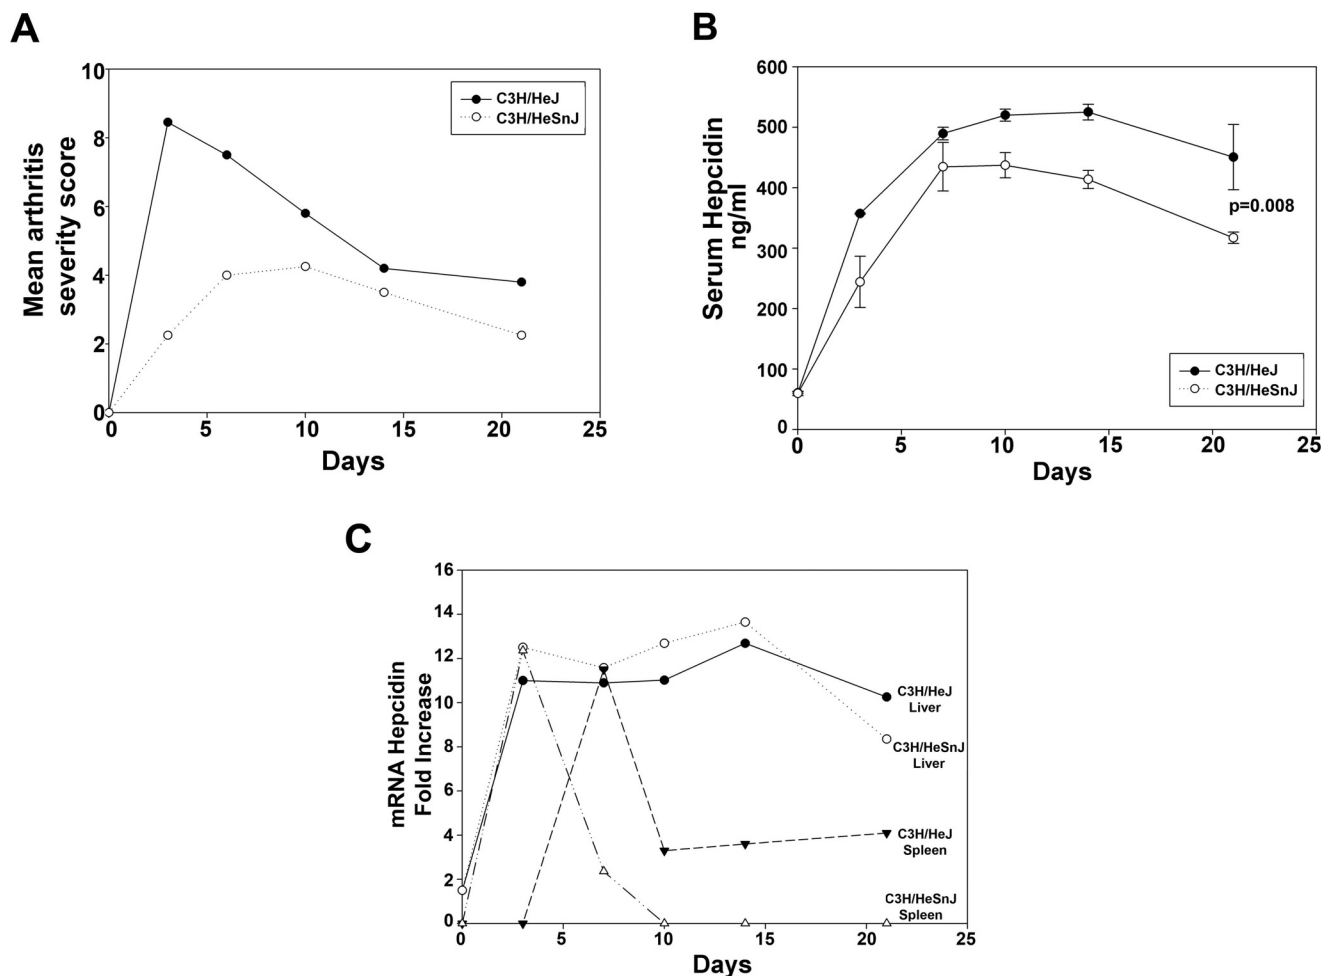 A
10
8
6
4
2
0
Mean arthritis
severity score
C3H/HeJ
C3H/HeSnJ
0 5 10 15 20 25
Days
B
600
500
400
300
200
100
0
Serum Hepcidin
ng/ml
p=0.008
C3H/HeJ
C3H/HeSnJ
0 5 10 15 20 25
Days
C
16
14
12
10
8
6
4
2
0
mRNA Hepcidin
Fold Increase
C3H/HeJ
Liver
C3H/HeSNJ
Liver
C3H/HeJ
Spleen
C3H/HeSNJ
Spleen
0 5 10 15 20 25
Days